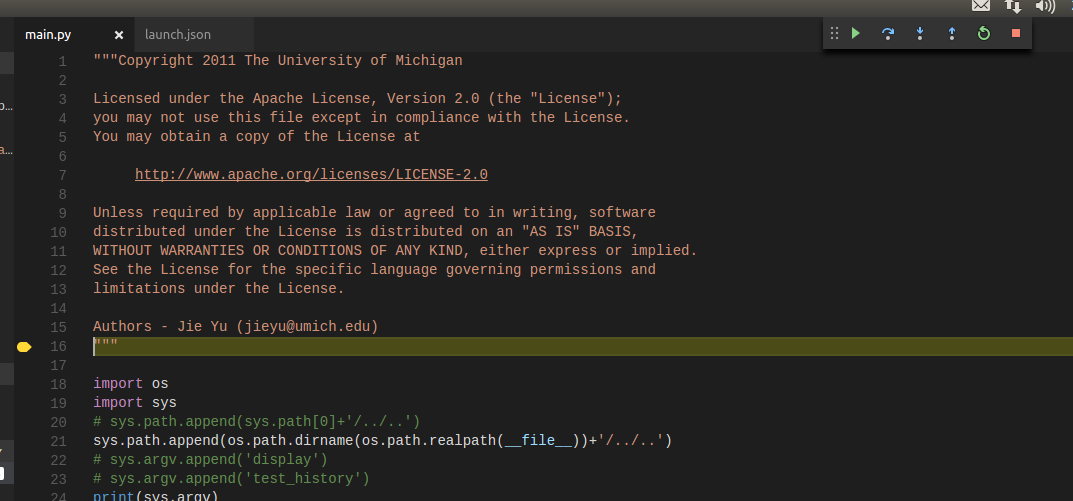 main.py × launch.json
1 """Copyright 2011 The University of Michigan
2
3 Licensed under the Apache License, Version 2.0 (the "License");
p...
4 you may not use this file except in compliance with the License.
5 You may obtain a copy of the License at
a...
6
7 http://www.apache.org/licenses/LICENSE-2.0
8
9 Unless required by applicable law or agreed to in writing, software
10 distributed under the License is distributed on an "AS IS" BASIS,
11 WITHOUT WARRANTIES OR CONDITIONS OF ANY KIND, either express or implied.
12 See the License for the specific language governing permissions and
13 limitations under the License.
14
15 Authors - Jie Yu (jieyu@umich.edu)
16 """
17
18 import os
19 import sys
20 # sys.path.append(sys.path[0]+'/../..')
21 sys.path.append(os.path.dirname(os.path.realpath(__file__))+'/../..')
22 # sys.argv.append('display')
23 # sys.argv.append('test_history')
24 print(sys.argv)